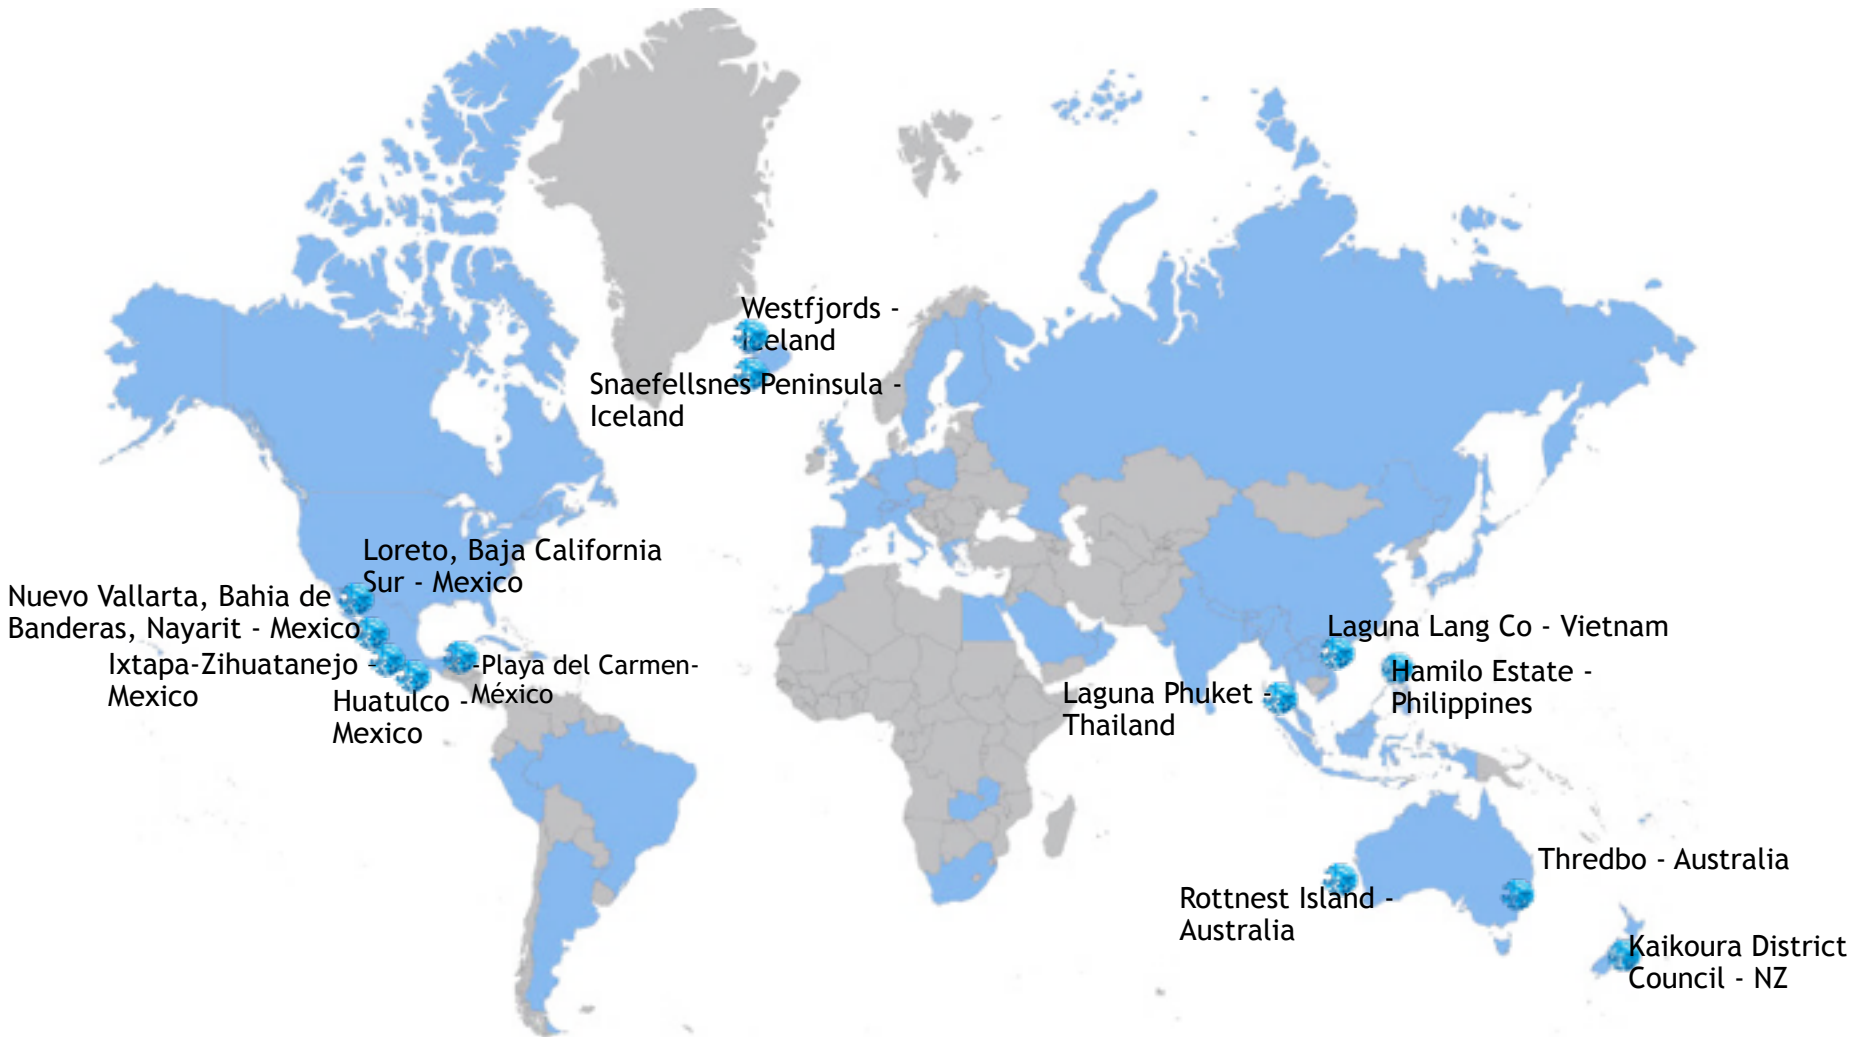 Westfjords -
Iceland
Snaefellsnes Peninsula -
Iceland
Loreto, Baja California
Sur - Mexico
Nuevo Vallarta, Bahia de
Banderas, Nayarit - Mexico
Ixtapa-Zihuatanejo -
Mexico
-Playa del Carmen-
México
Huatulco -
Mexico
Laguna Lang Co - Vietnam
Hamilo Estate -
Philippines
Laguna Phuket -
Thailand
Thredbo - Australia
Rottnest Island -
Australia
Kaikoura District
Council - NZ